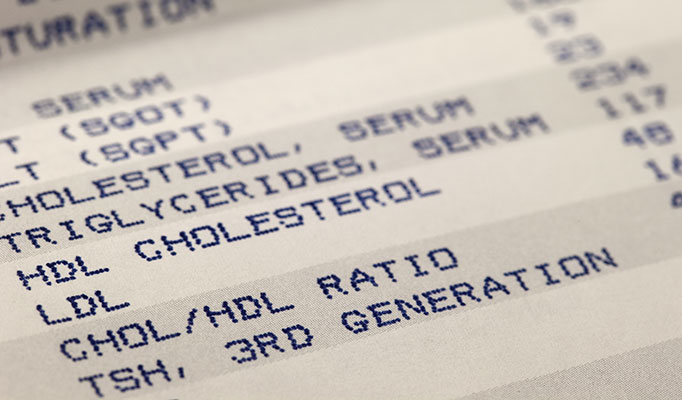 TURATION
SERUM
T (SGOT) 19
LT (SGPT) 23
CHOLESTEROL, SERUM 234
TRIGLYCERIDES, SERUM 117
HDL CHOLESTEROL 48
LDL
CHOL/HDL RATIO
TSH, 3RD GENERATION